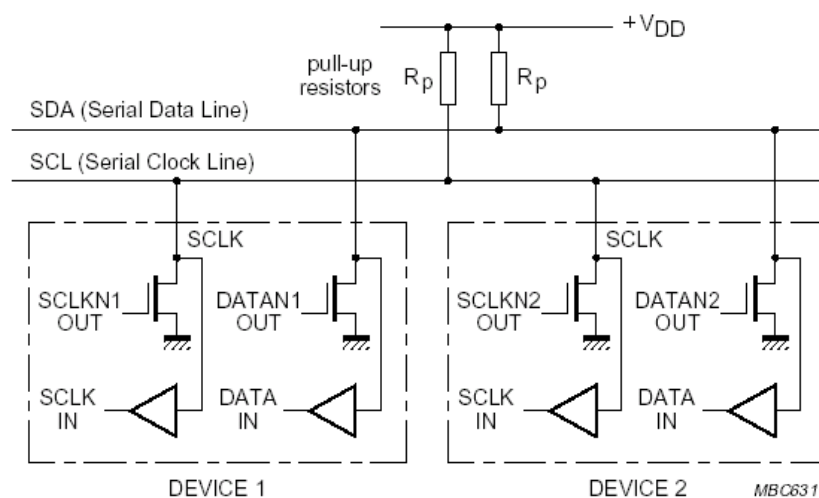 +VDD
pull-up
resistors
Rp
Rp
SDA (Serial Data Line)
SCL (Serial Clock Line)
SCLK
SCLK
SCLKN1
OUT
DATAN1
OUT
SCLKN2
OUT
DATAN2
OUT
SCLK
IN
DATA
IN
SCLK
IN
DATA
IN
DEVICE 1
DEVICE 2
MBC631